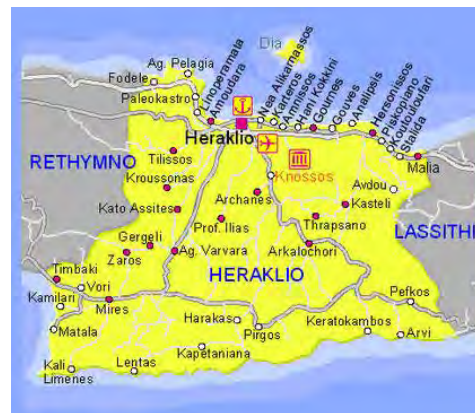 Ag. Pelagia
Dia
Fodele
Linoperamata
Amoudara
Nea Alikarnassos
Karteros
Amnissos
Hani Kokkini
Gournes
Gouves
Analipsis
Hersonissos
Piskopiano
Koutouloufari
Stalida
Paleokastro
Heraklio
RETHYMNO
Tilissos
Knossos
Malia
Kroussonas
Avdou
Archanes
Kasteli
Kato Assites
Prof. Ilias
Thrapsano
LASSITHI
Gergeli
Zaros
Ag. Varvara
Arkalochori
Timbaki
Vori
HERAKLIO
Pefkos
Kamilari
Mires
Harakas
Keratokambos
Matala
Pirgos
Arvi
Kapetaniana
Kali
Limenes
Lentas